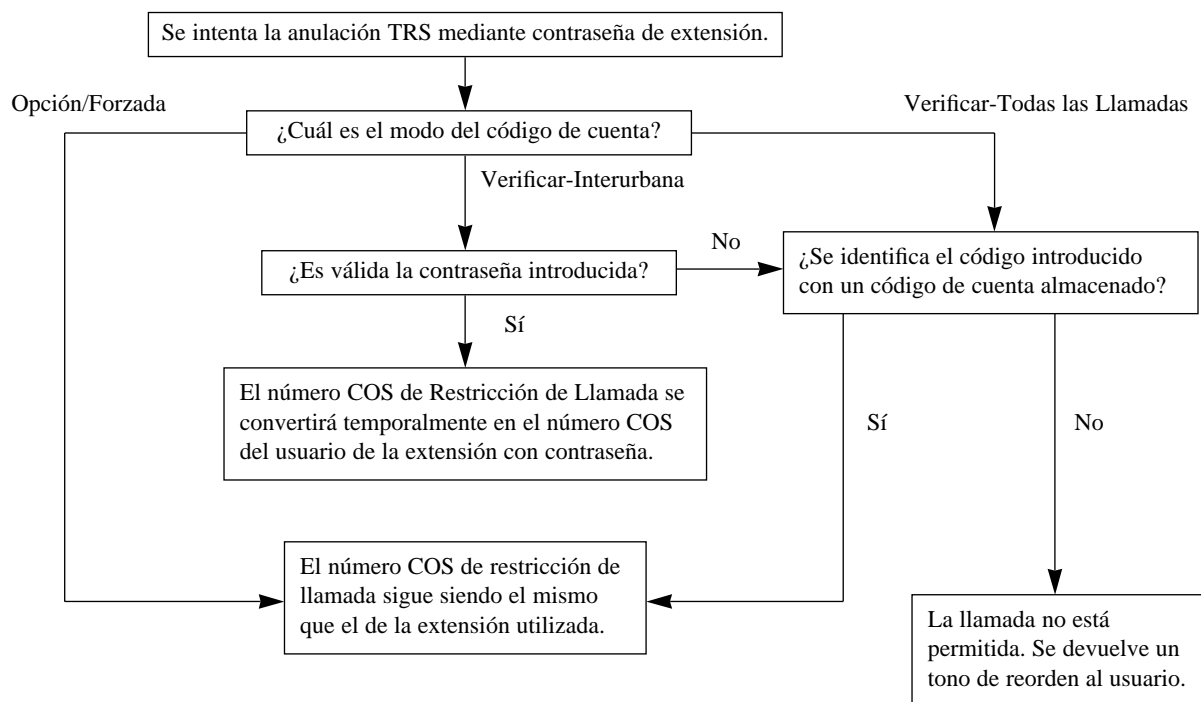 Se intenta la anulación TRS mediante contraseña de extensión.
Opción/Forzada
Verificar-Todas las Llamadas
¿Cuál es el modo del código de cuenta?
Verificar-Interurbana
No
¿Es válida la contraseña introducida?
¿Se identifica el código introducido
con un código de cuenta almacenado?
Sí
El número COS de Restricción de Llamada se
convertirá temporalmente en el número COS
del usuario de la extensión con contraseña.
Sí
No
El número COS de restricción de
llamada sigue siendo el mismo
que el de la extensión utilizada.
La llamada no está
permitida. Se devuelve un
tono de reorden al usuario.